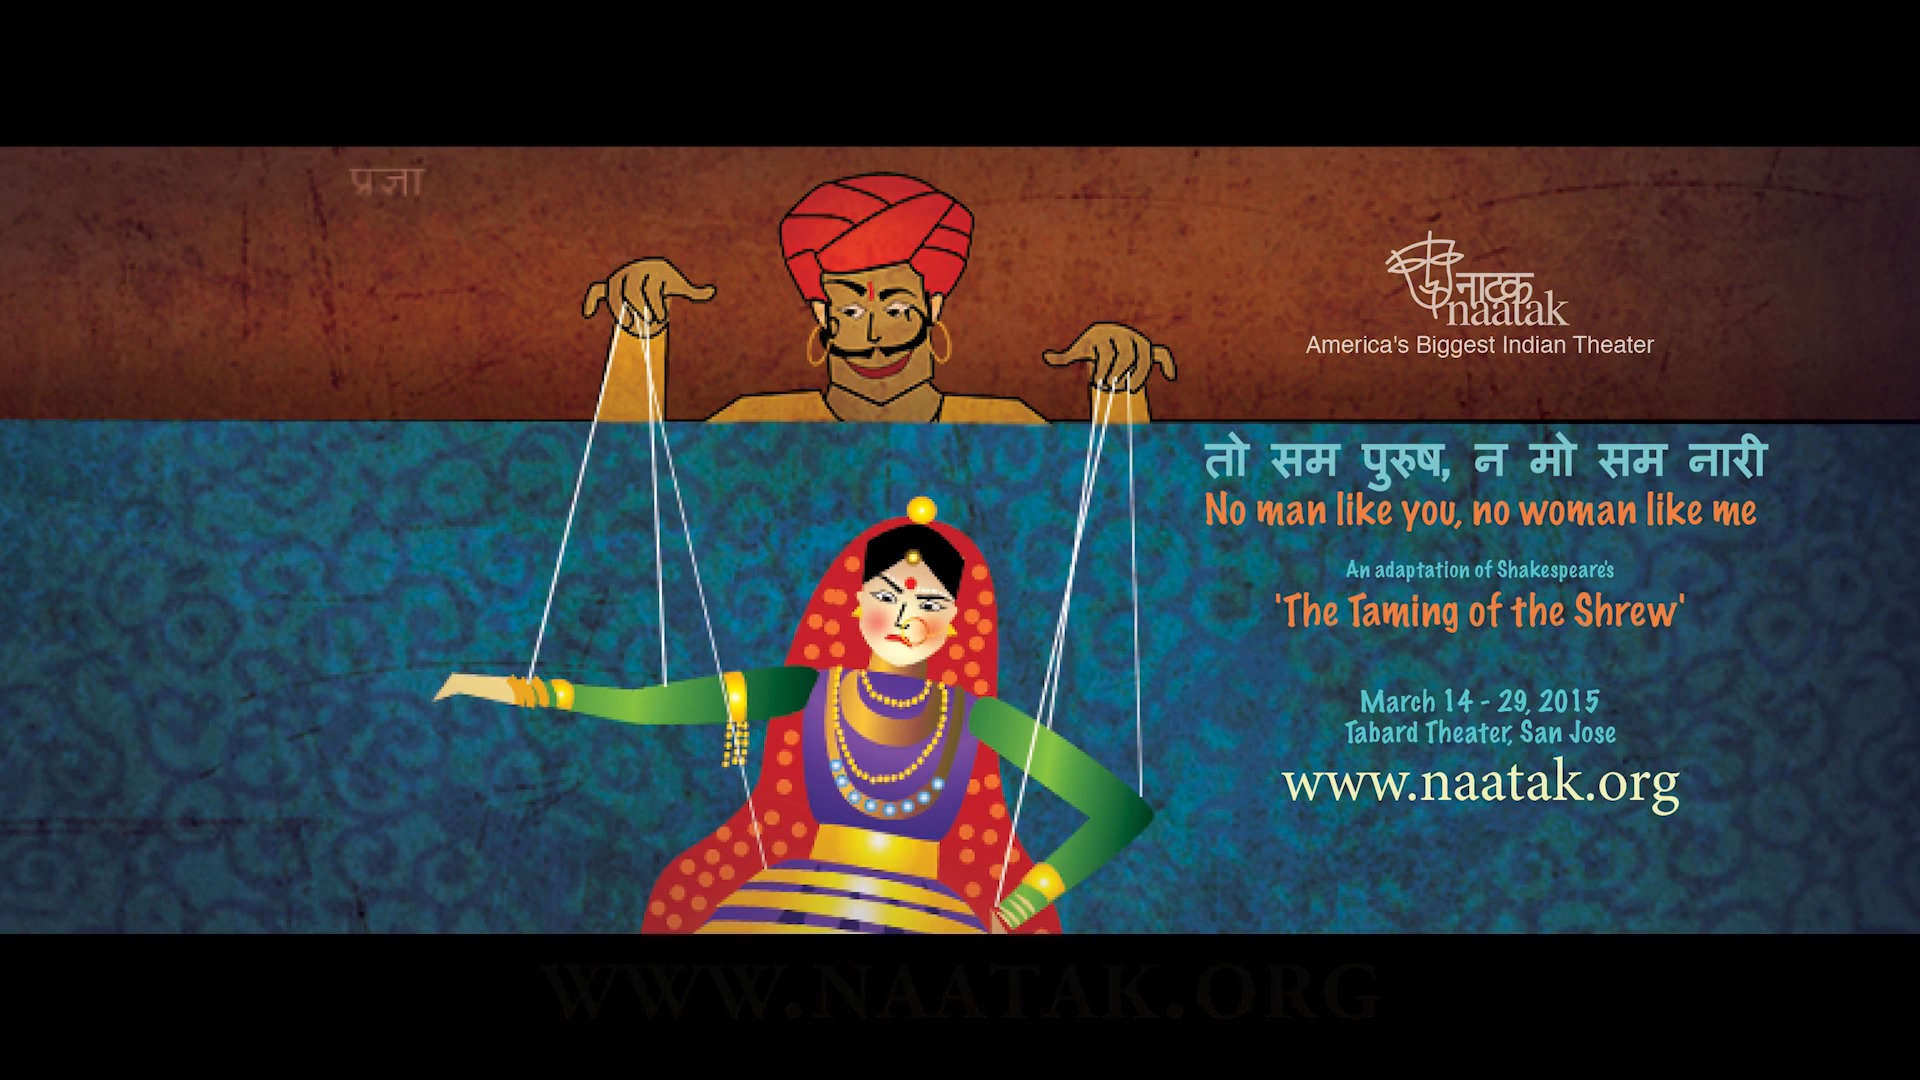 प्रज्ञा
नाटक
naatak
America's Biggest Indian Theater
तो सम पुरुष, न मो सम नारी
No man like you, no woman like me
An adaptation of Shakespeare's
'The Taming of the Shrew'
March 14 - 29, 2015
Tabard Theater, San Jose
www.naatak.org
WWW.NAATAK.ORG